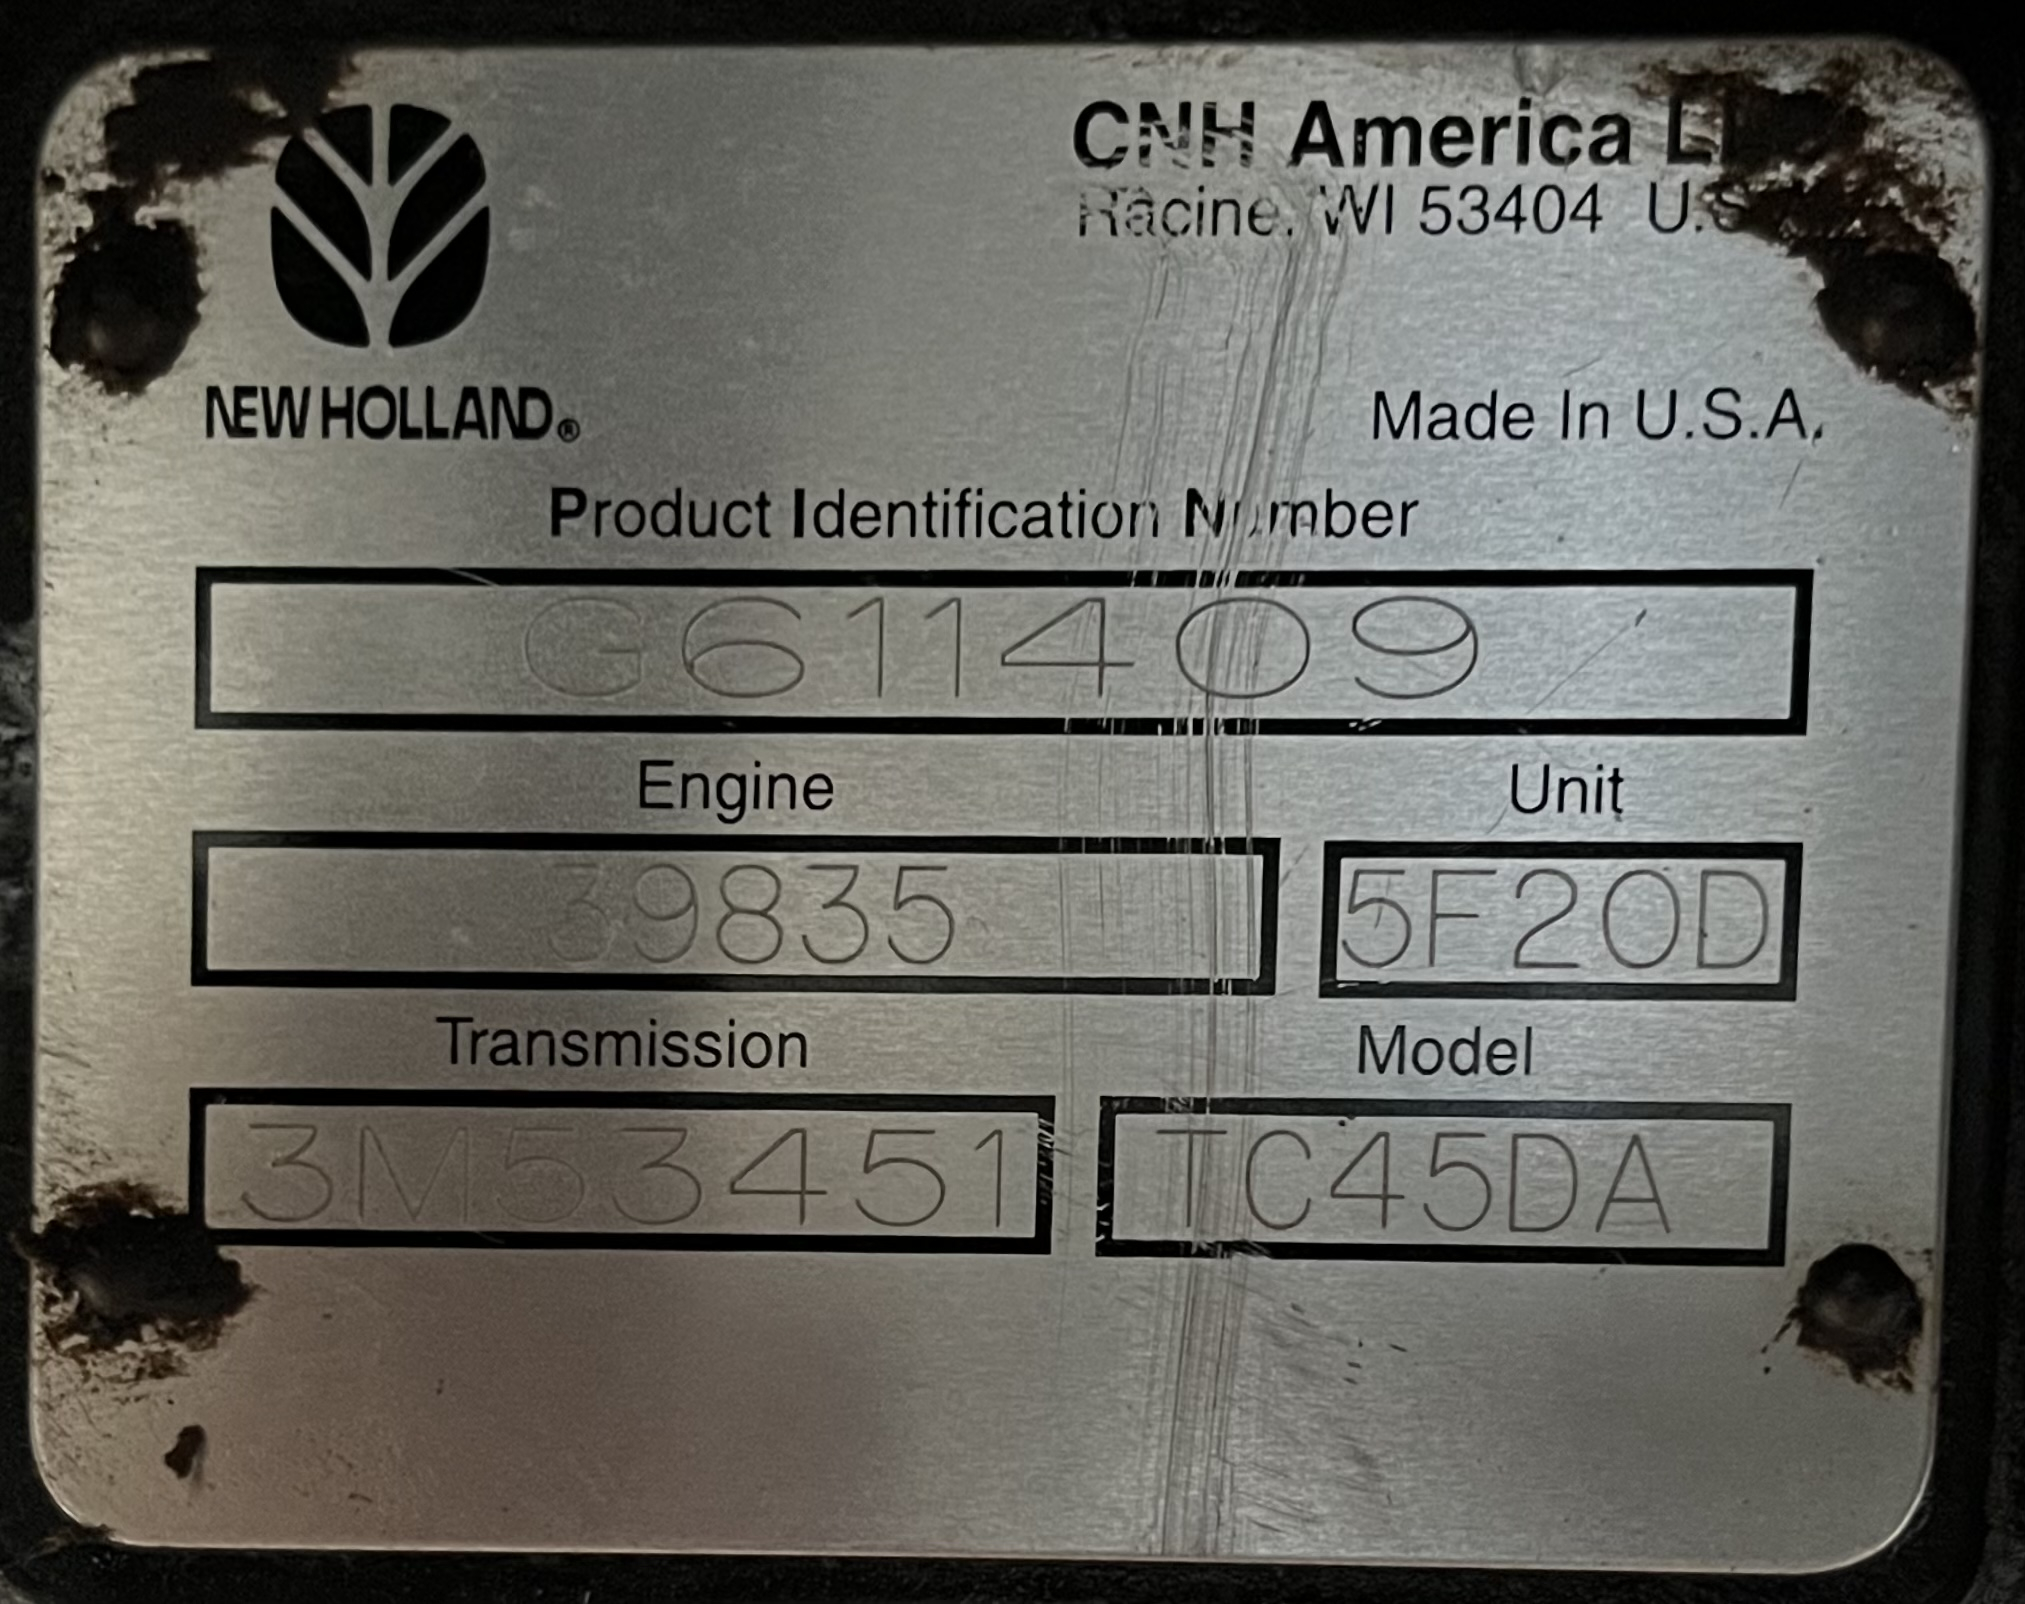 CNH America
Racine, WI 53404
NEW HOLLAND®
Made In U.S.A.
Product Identification Number
G611409
Engine Unit
39835 5F20D
Transmission Model
3M53451 TC45DA